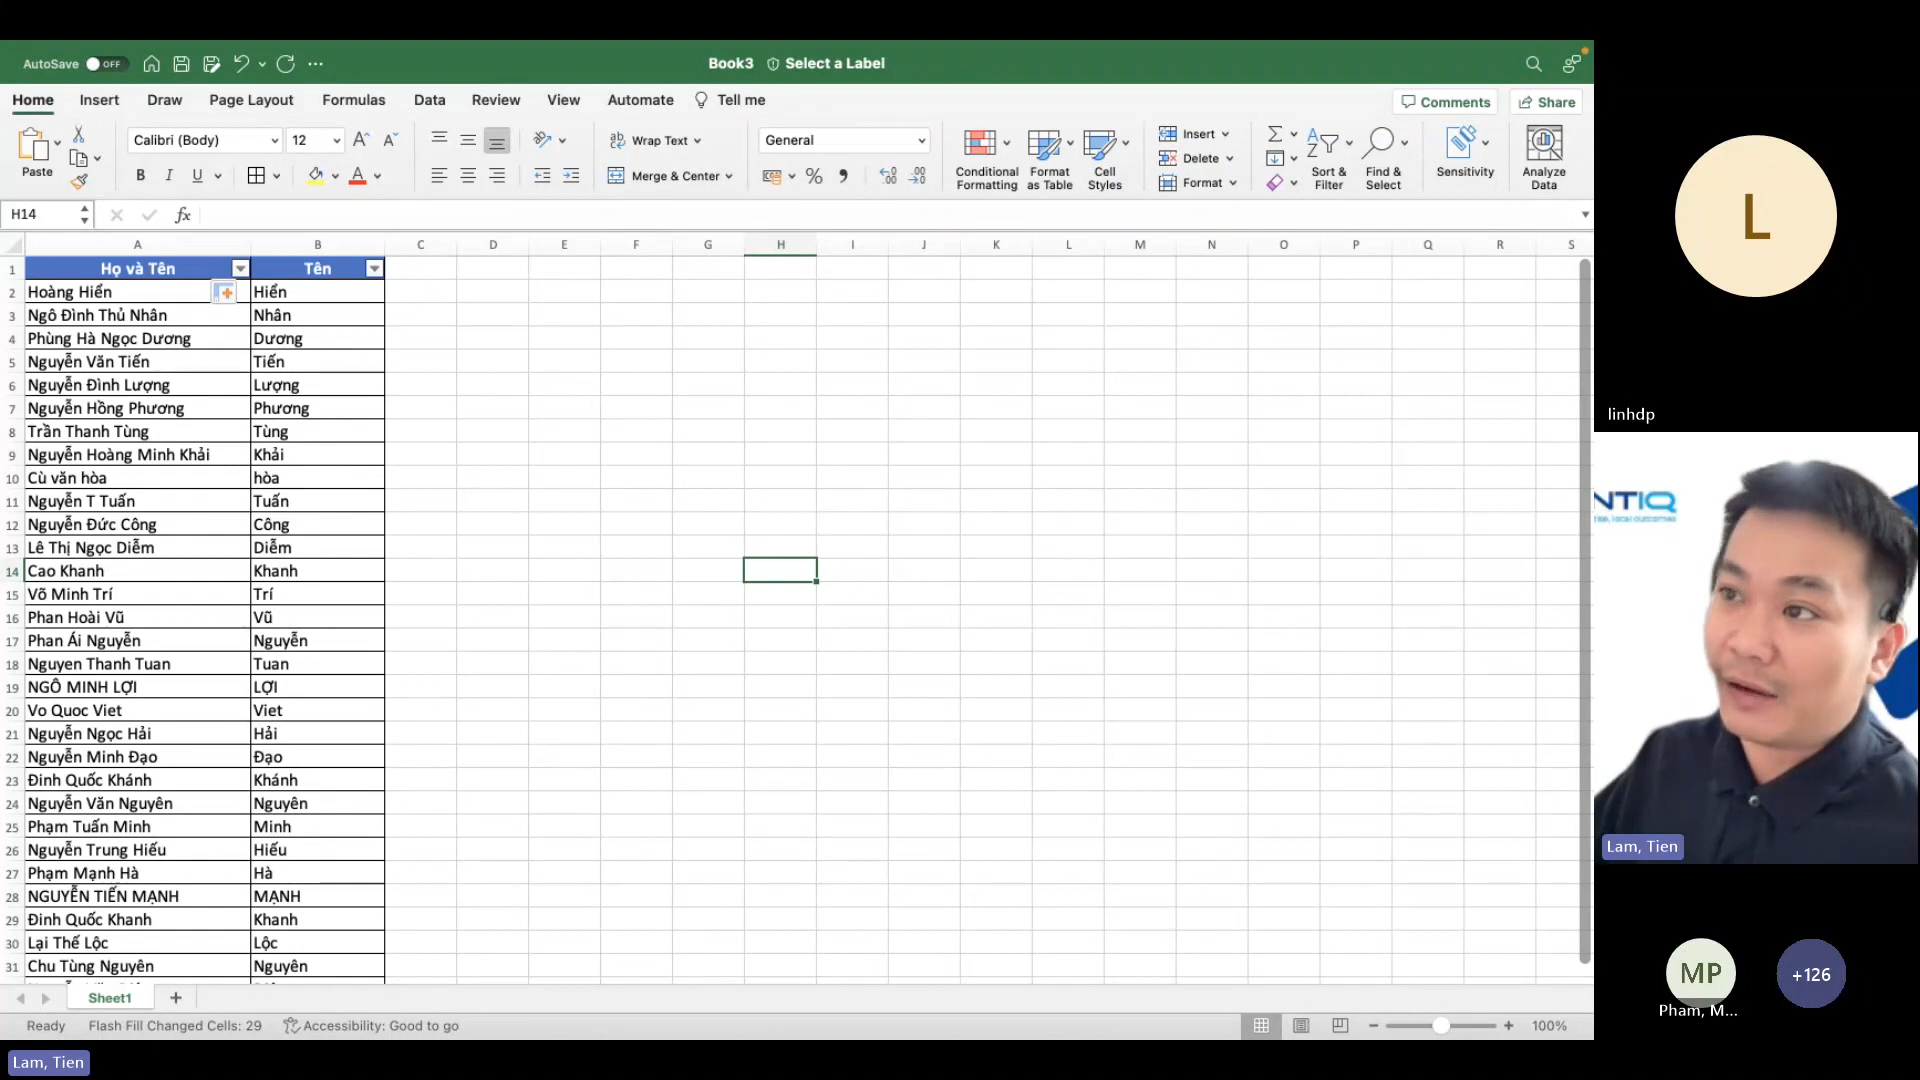 AutoSave OFF
Book3 Select a Label
Home Insert Draw Page Layout Formulas Data Review View Automate Tell me Comments Share
Paste
Calibri (Body) 12
B I U
Wrap Text
Merge & Center
General
Conditional Formatting
Format as Table
Cell Styles
Insert
Delete
Format
Sort & Filter
Find & Select
Sensitivity
Analyze Data
H14 fx
A B C D E F G H I J K L M N O P Q R S
1 Họ và Tên Tên
2 Hoàng Hiển Hiển
3 Ngô Đình Thủ Nhân Nhân
4 Phùng Hà Ngọc Dương Dương
5 Nguyễn Văn Tiến Tiến
6 Nguyễn Đình Lượng Lượng
7 Nguyễn Hồng Phương Phương
8 Trần Thanh Tùng Tùng
9 Nguyễn Hoàng Minh Khải Khải
10 Cù văn hòa hòa
11 Nguyễn T Tuấn Tuấn
12 Nguyễn Đức Công Công
13 Lê Thị Ngọc Diễm Diễm
14 Cao Khanh Khanh
15 Võ Minh Trí Trí
16 Phan Hoài Vũ Vũ
17 Phan Ái Nguyễn Nguyễn
18 Nguyen Thanh Tuan Tuan
19 NGÔ MINH LỢI LỢI
20 Vo Quoc Viet Viet
21 Nguyễn Ngọc Hải Hải
22 Nguyễn Minh Đạo Đạo
23 Đinh Quốc Khánh Khánh
24 Nguyễn Văn Nguyên Nguyên
25 Phạm Tuấn Minh Minh
26 Nguyễn Trung Hiếu Hiếu
27 Phạm Mạnh Hà Hà
28 NGUYỄN TIẾN MẠNH MẠNH
29 Đinh Quốc Khanh Khanh
30 Lại Thế Lộc Lộc
31 Chu Tùng Nguyên Nguyên
Sheet1
Ready Flash Fill Changed Cells: 29 Accessibility: Good to go 100%
Lam, Tien
L
linhdp
NTIQ
Lam, Tien
MP +126
Pham, M...